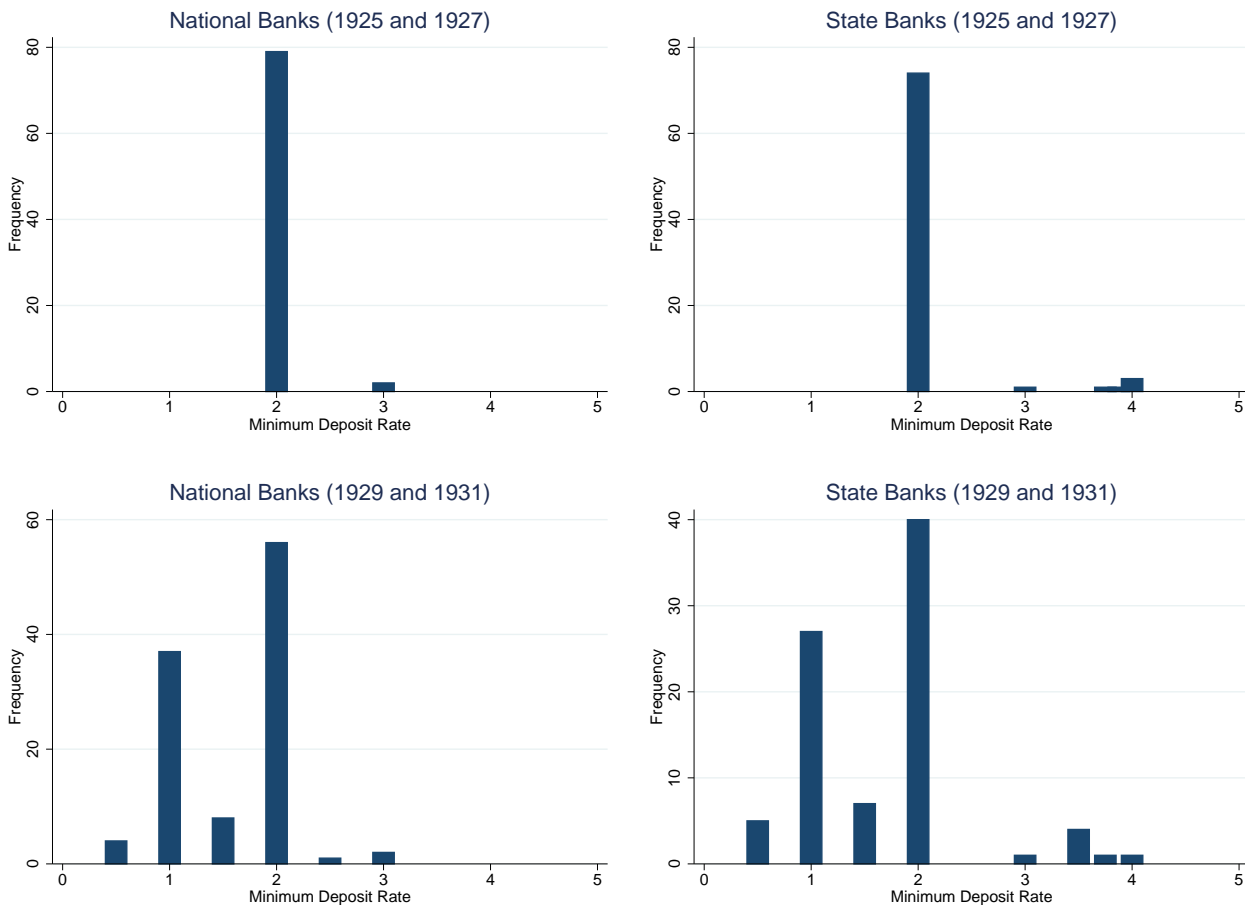 National Banks (1925 and 1927)
Frequency
80
60
40
20
0
0 1 2 3 4 5
Minimum Deposit Rate
State Banks (1925 and 1927)
Frequency
80
60
40
20
0
0 1 2 3 4 5
Minimum Deposit Rate
National Banks (1929 and 1931)
Frequency
60
40
20
0
0 1 2 3 4 5
Minimum Deposit Rate
State Banks (1929 and 1931)
Frequency
40
30
20
10
0
0 1 2 3 4 5
Minimum Deposit Rate